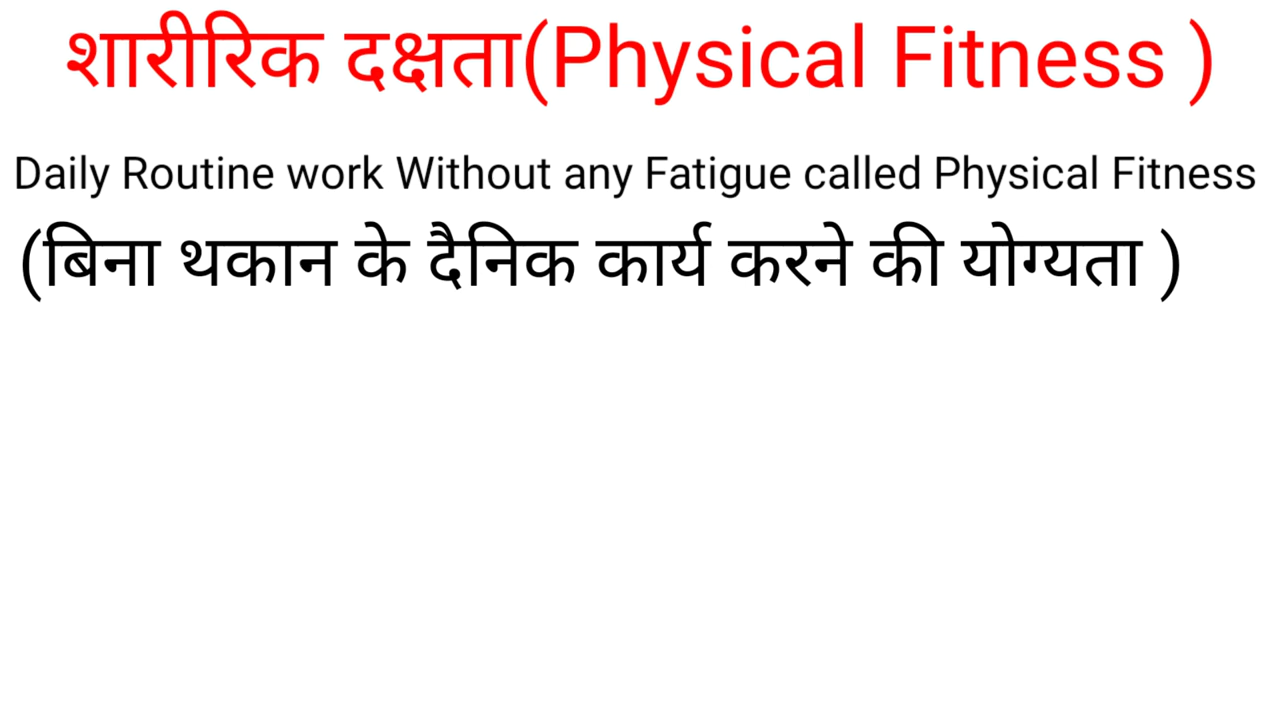 शारीरिक दक्षता(Physical Fitness )
Daily Routine work Without any Fatigue called Physical Fitness
(बिना थकान के दैनिक कार्य करने की योग्यता )